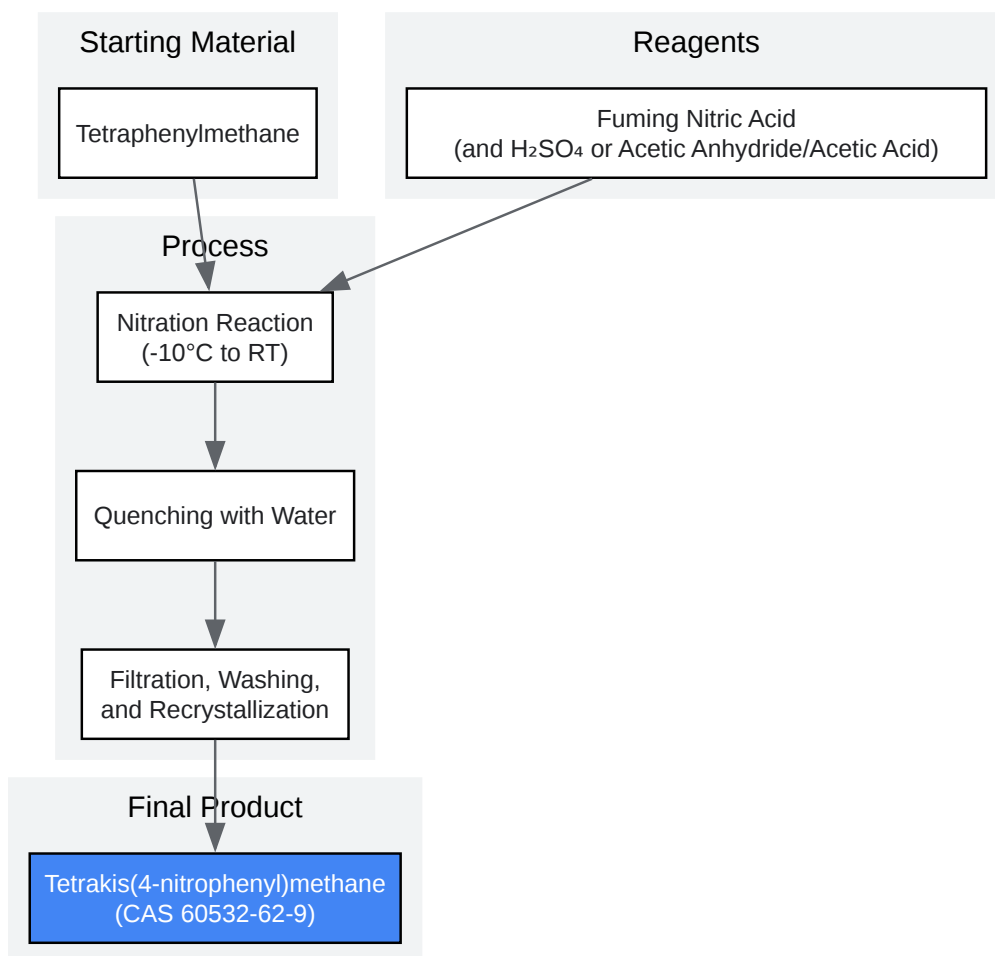 Starting Material
Reagents
Tetraphenylmethane
Fuming Nitric Acid
(and H₂SO₄ or Acetic Anhydride/Acetic Acid)
Process
Nitration Reaction
(-10°C to RT)
Quenching with Water
Filtration, Washing,
and Recrystallization
Final Product
Tetrakis(4-nitrophenyl)methane
(CAS 60532-62-9)